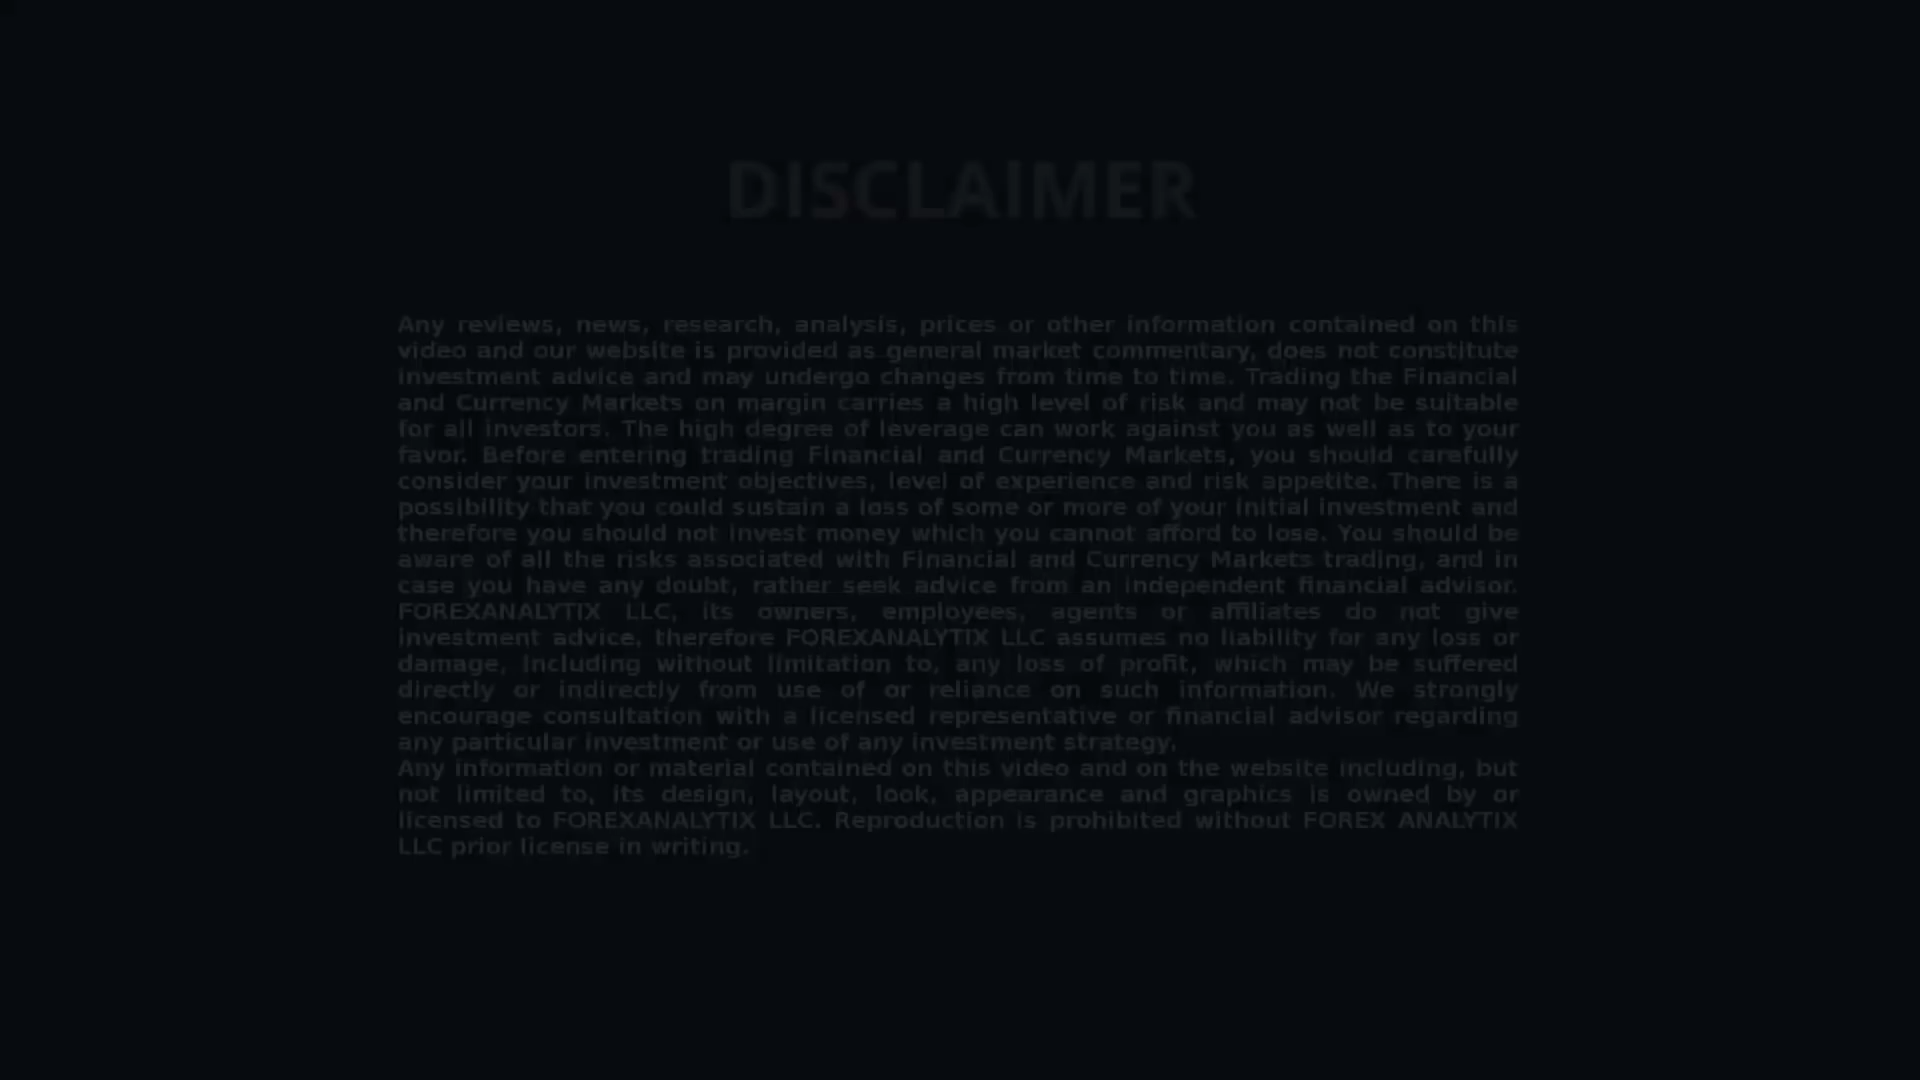 DISCLAIMER
Any reviews, news, research, analysis, prices or other information contained on this
video and our website is provided as general market commentary, does not constitute
investment advice and may undergo changes from time to time. Trading the Financial
and Currency Markets on margin carries a high level of risk and may not be suitable
for all investors. The high degree of leverage can work against you as well as to your
favor. Before entering trading Financial and Currency Markets, you should carefully
consider your investment objectives, level of experience and risk appetite. There is a
possibility that you could sustain a loss of some or more of your initial investment and
therefore you should not invest money which you cannot afford to lose. You should be
aware of all the risks associated with Financial and Currency Markets trading, and in
case you have any doubt, rather seek advice from an independent financial advisor.
FOREXANALYTIX LLC, its owners, employees, agents or affiliates do not give
investment advice, therefore FOREXANALYTIX LLC assumes no liability for any loss or
damage, including without limitation to, any loss of profit, which may be suffered
directly or indirectly from use of or reliance on such information. We strongly
encourage consultation with a licensed representative or financial advisor regarding
any particular investment or use of any investment strategy.
Any information or material contained on this video and on the website including, but
not limited to, its design, layout, look, appearance and graphics is owned by or
licensed to FOREXANALYTIX LLC. Reproduction is prohibited without FOREX ANALYTIX
LLC prior license in writing.